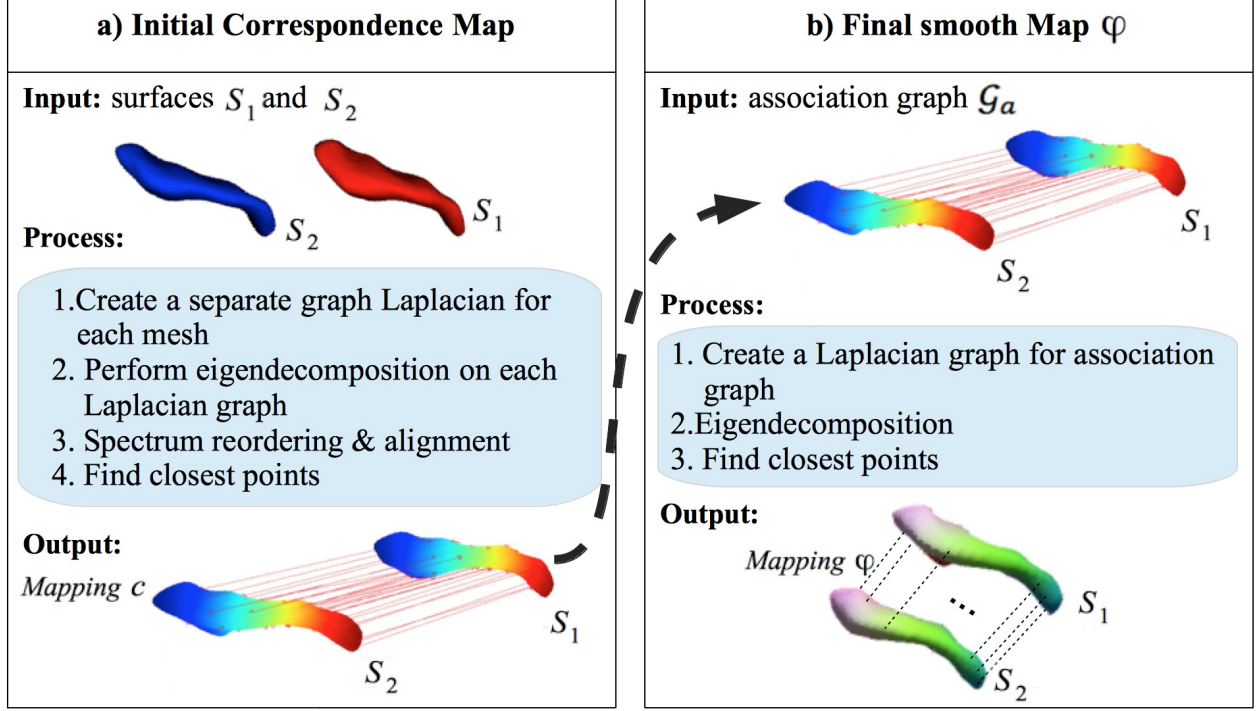 a) Initial Correspondence Map
Input: surfaces S1 and S2
S2
S1
Process:
1.Create a separate graph Laplacian for
each mesh
2. Perform eigendecomposition on each
Laplacian graph
3. Spectrum reordering & alignment
4. Find closest points
Output:
Mapping c
S1
S2
b) Final smooth Map φ
Input: association graph 𝒢a
S1
S2
Process:
1. Create a Laplacian graph for association
graph
2.Eigendecomposition
3. Find closest points
Output:
Mapping φ
...
S1
S2